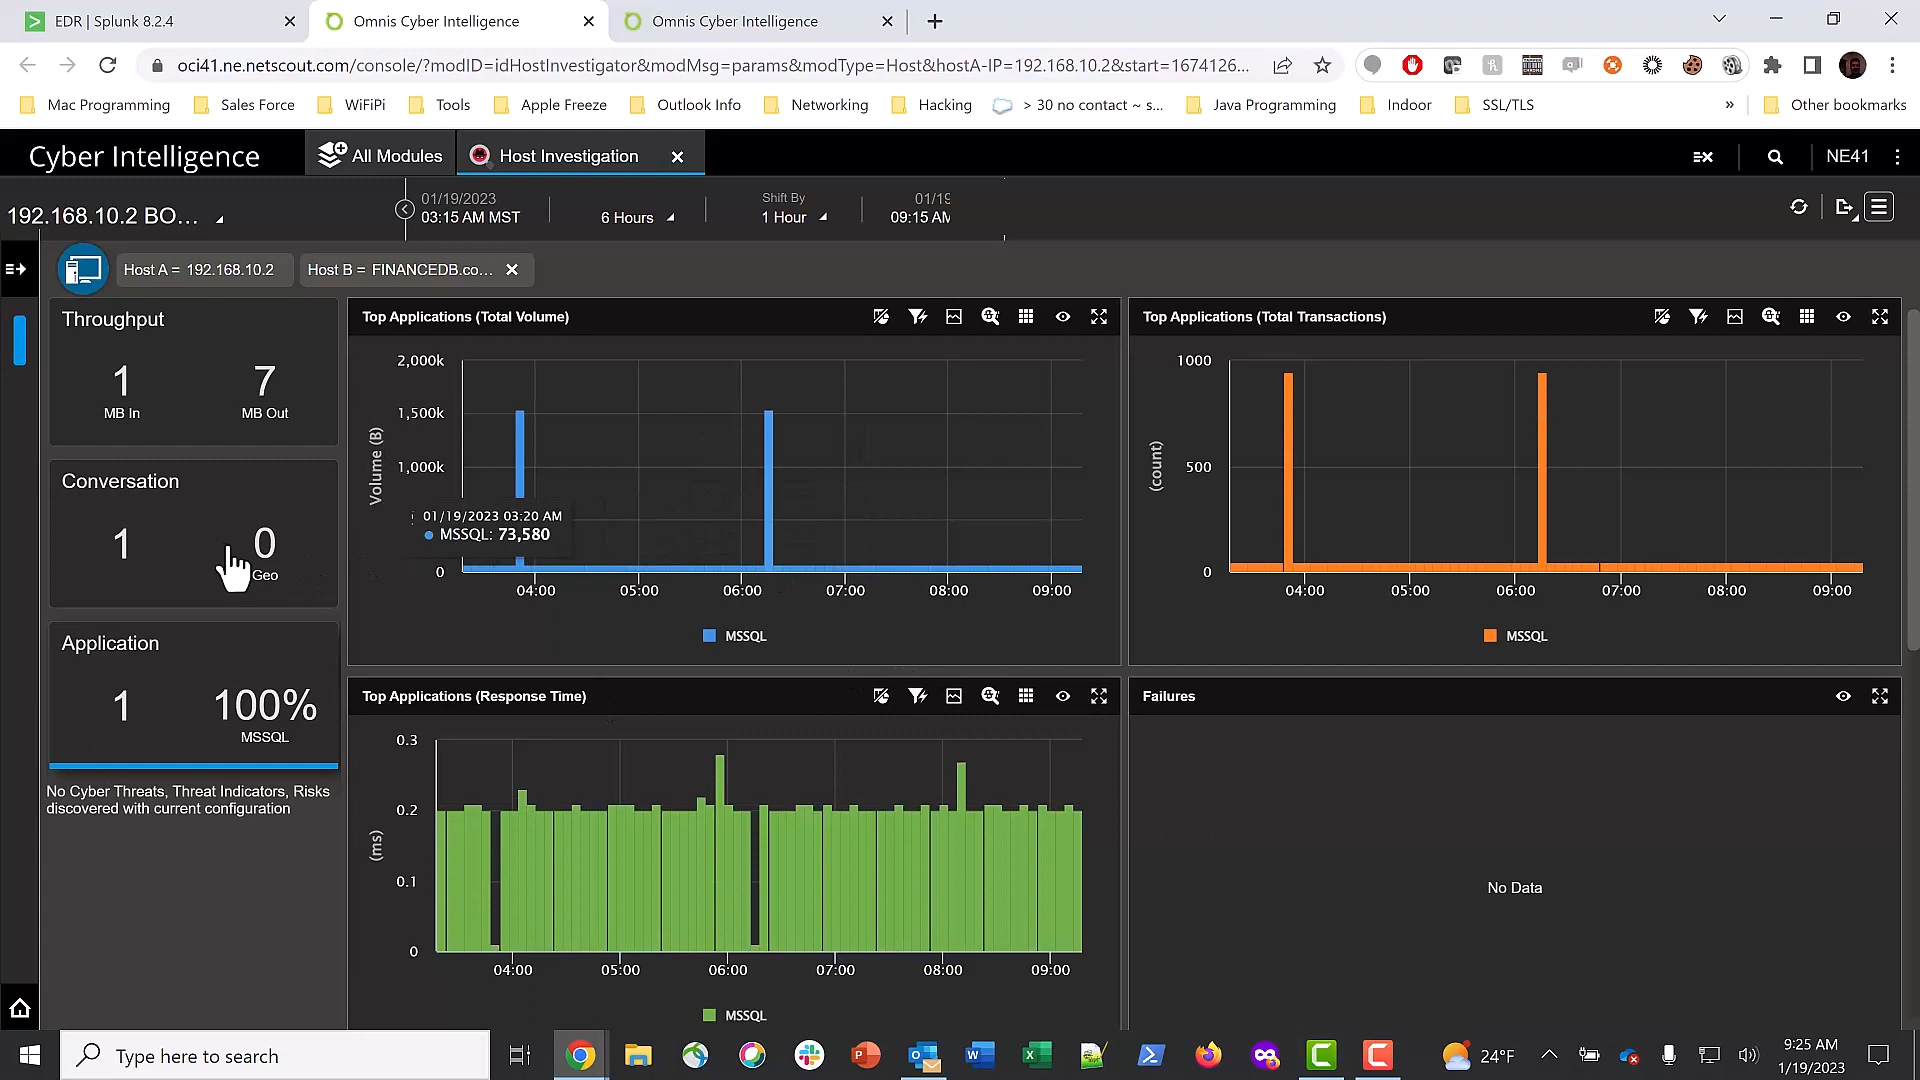 EDR | Splunk 8.2.4
Omnis Cyber Intelligence
Omnis Cyber Intelligence
oci41.ne.netscout.com/console/?modID=idHostInvestigator&modMsg=params&modType=Host&hostA-IP=192.168.10.2&start=1674126...
Mac Programming
Sales Force
WiFiPi
Tools
Apple Freeze
Outlook Info
Networking
Hacking
> 30 no contact ~ s...
Java Programming
Indoor
SSL/TLS
»
Other bookmarks
Cyber Intelligence
All Modules
Host Investigation
NE41
192.168.10.2 BO...
01/19/2023
03:15 AM MST
6 Hours
Shift By
1 Hour
01/19
09:15 AM
Host A = 192.168.10.2
Host B = FINANCEDB.co...
Throughput
1
MB In
7
MB Out
Conversation
1
0
Geo
Application
1
100%
MSSQL
No Cyber Threats, Threat Indicators, Risks
discovered with current configuration
Top Applications (Total Volume)
2,000k
1,500k
1,000k
0
Volume (B)
01/19/2023 03:20 AM
MSSQL: 73,580
04:00 05:00 06:00 07:00 08:00 09:00
MSSQL
Top Applications (Total Transactions)
1000
500
0
(count)
04:00 05:00 06:00 07:00 08:00 09:00
MSSQL
Top Applications (Response Time)
0.3
0.2
0.1
0
(ms)
04:00 05:00 06:00 07:00 08:00 09:00
MSSQL
Failures
No Data
Type here to search
24°F
9:25 AM
1/19/2023